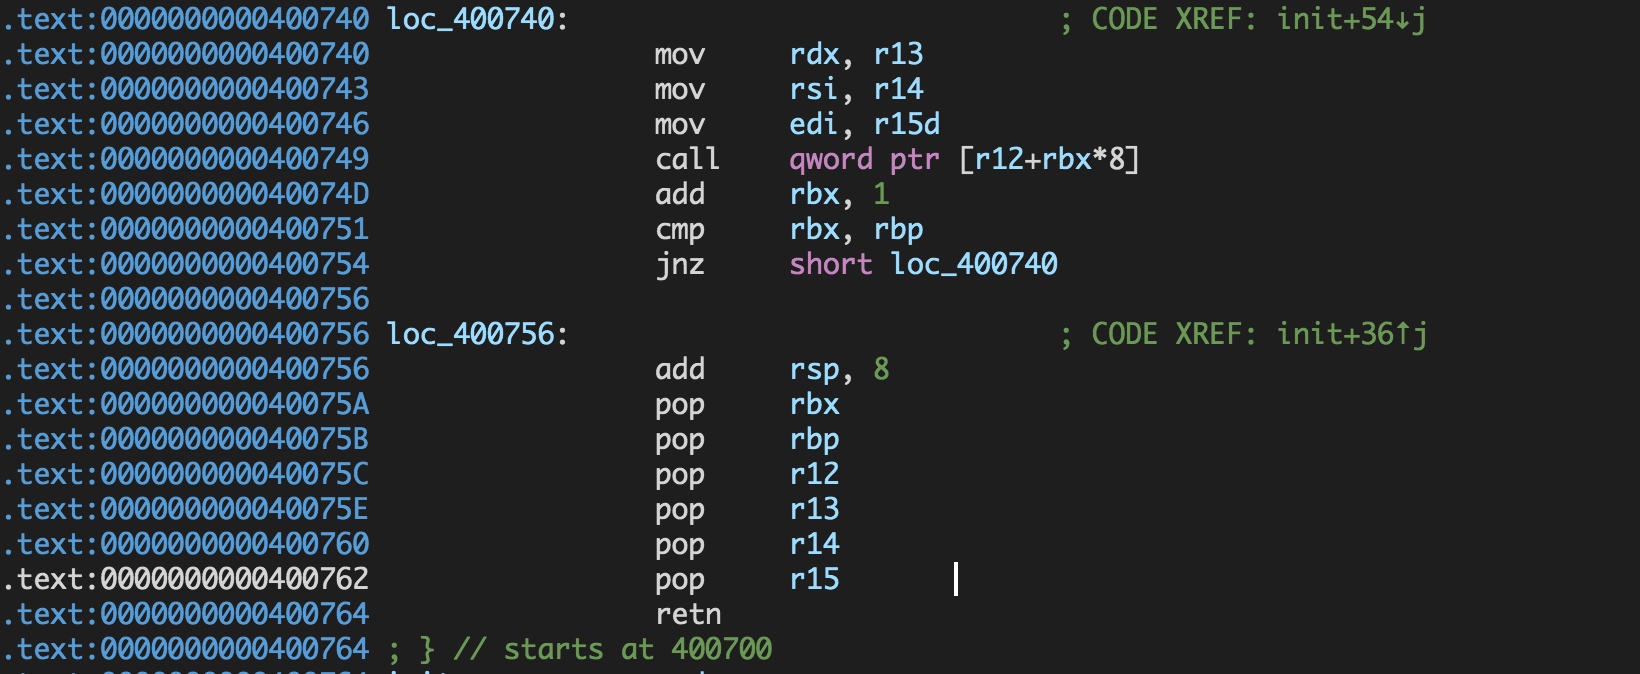 .text:0000000000400740 loc_400740: ; CODE XREF: init+54↓j
.text:0000000000400740 mov rdx, r13
.text:0000000000400743 mov rsi, r14
.text:0000000000400746 mov edi, r15d
.text:0000000000400749 call qword ptr [r12+rbx*8]
.text:000000000040074D add rbx, 1
.text:0000000000400751 cmp rbx, rbp
.text:0000000000400754 jnz short loc_400740
.text:0000000000400756
.text:0000000000400756 loc_400756: ; CODE XREF: init+36↑j
.text:0000000000400756 add rsp, 8
.text:000000000040075A pop rbx
.text:000000000040075B pop rbp
.text:000000000040075C pop r12
.text:000000000040075E pop r13
.text:0000000000400760 pop r14
.text:0000000000400762 pop r15
.text:0000000000400764 retn
.text:0000000000400764 ; } // starts at 400700